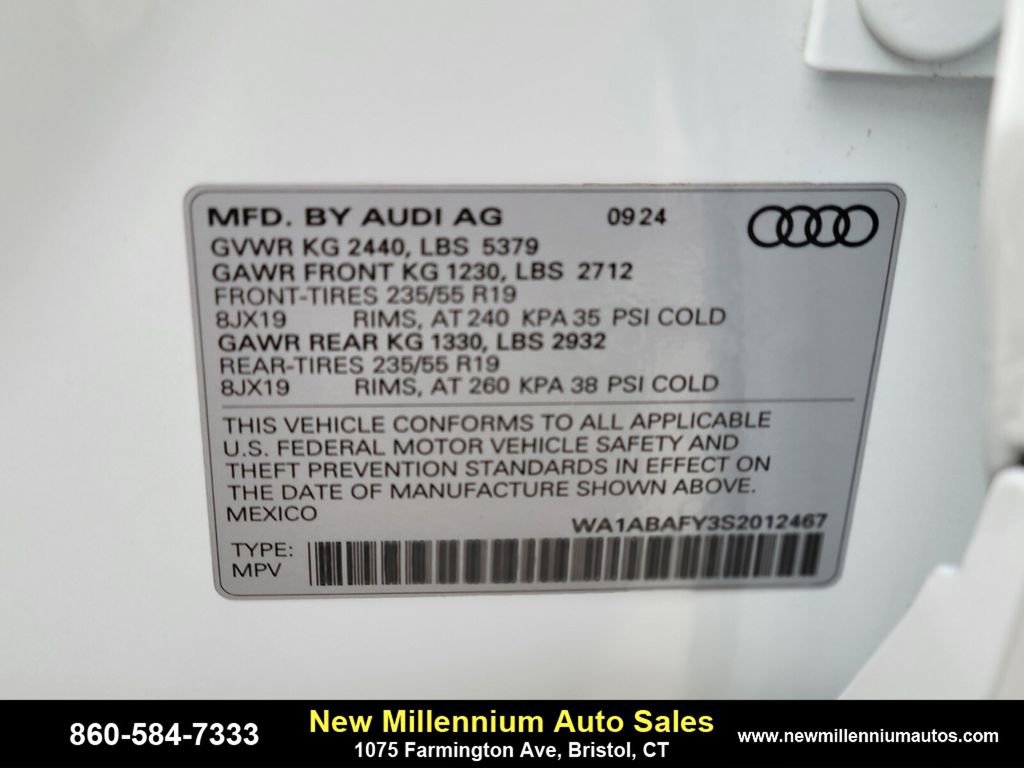 MFD. BY AUDI AG 09 24
GVWR KG 2440, LBS 5379
GAWR FRONT KG 1230, LBS 2712
FRONT-TIRES 235/55 R19
8JX19 RIMS, AT 240 KPA 35 PSI COLD
GAWR REAR KG 1330, LBS 2932
REAR-TIRES 235/55 R19
8JX19 RIMS, AT 260 KPA 38 PSI COLD
THIS VEHICLE CONFORMS TO ALL APPLICABLE
U.S. FEDERAL MOTOR VEHICLE SAFETY AND
THEFT PREVENTION STANDARDS IN EFFECT ON
THE DATE OF MANUFACTURE SHOWN ABOVE.
MEXICO
WA1ABAFY3S2012467
TYPE:
MPV
860-584-7333
New Millennium Auto Sales
1075 Farmington Ave, Bristol, CT
www.newmillenniumautos.com